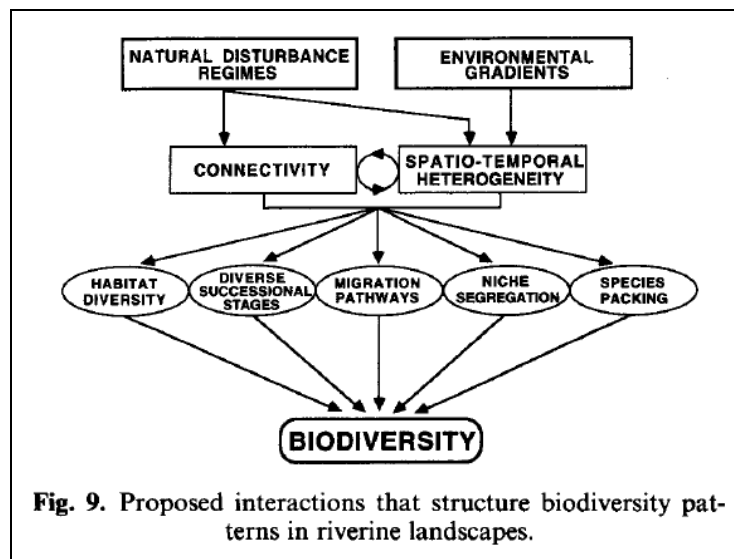 NATURAL DISTURBANCE
REGIMES
ENVIRONMENTAL
GRADIENTS
CONNECTIVITY
SPATIO-TEMPORAL
HETEROGENEITY
HABITAT
DIVERSITY
DIVERSE
SUCCESSIONAL
STAGES
MIGRATION
PATHWAYS
NICHE
SEGREGATION
SPECIES
PACKING
BIODIVERSITY
Fig. 9. Proposed interactions that structure biodiversity pat-
terns in riverine landscapes.